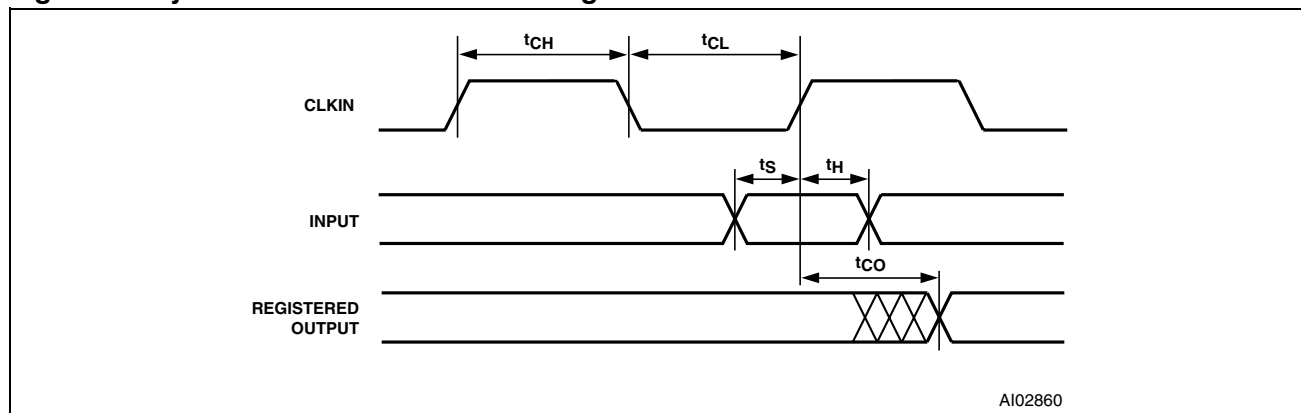 tCH
tCL
CLKIN
tS
tH
INPUT
tCO
REGISTERED
OUTPUT
AI02860